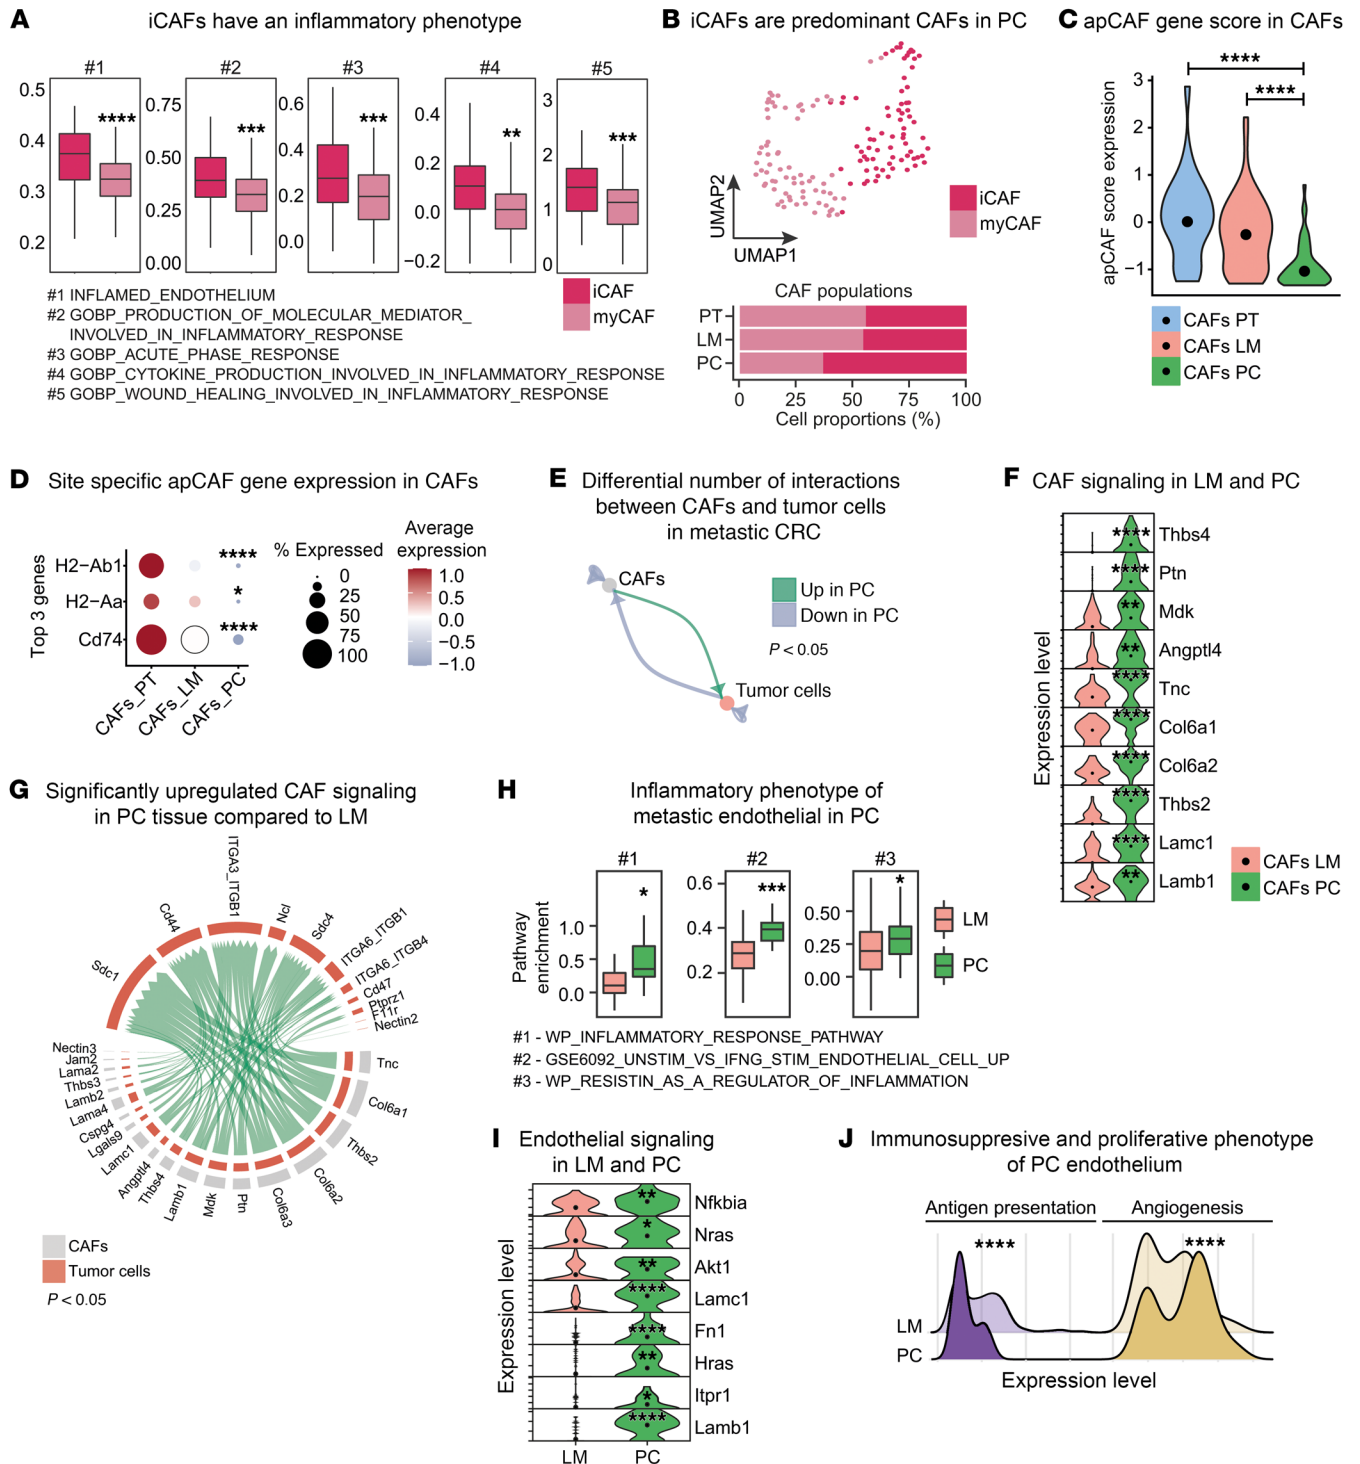 A iCAFs have an inflammatory phenotype
#1 #2 #3 #4 #5
0.5
0.4
0.3
0.2
0.75
0.50
0.25
0.00
0.6
0.4
0.2
0.0
0.4
0.2
0.0
−0.2
3
2
1
0
**** *** *** ** ***
#1 INFLAMED_ENDOTHELIUM
#2 GOBP_PRODUCTION_OF_MOLECULAR_MEDIATOR_
INVOLVED_IN_INFLAMMATORY_RESPONSE
#3 GOBP_ACUTE_PHASE_RESPONSE
#4 GOBP_CYTOKINE_PRODUCTION_INVOLVED_IN_INFLAMMATORY_RESPONSE
#5 GOBP_WOUND_HEALING_INVOLVED_IN_INFLAMMATORY_RESPONSE
iCAF
myCAF
B iCAFs are predominant CAFs in PC
UMAP2
UMAP1
iCAF
myCAF
CAF populations
PT
LM
PC
0 25 50 75 100
Cell proportions (%)
C apCAF gene score in CAFs
****
****
apCAF score expression
3
2
1
0
−1
CAFs PT
CAFs LM
CAFs PC
D Site specific apCAF gene expression in CAFs
Top 3 genes
H2−Ab1 ****
H2−Aa *
Cd74 ****
CAFs_PT CAFs_LM CAFs_PC
% Expressed
0
25
50
75
100
Average
expression
1.0
0.5
0.0
−0.5
−1.0
E Differential number of interactions
between CAFs and tumor cells
in metastic CRC
CAFs
Tumor cells
Up in PC
Down in PC
P < 0.05
F CAF signaling in LM and PC
Expression level
**** Thbs4
**** Ptn
** Mdk
** Angptl4
**** Tnc
**** Col6a1
**** Col6a2
**** Thbs2
**** Lamc1
** Lamb1
CAFs LM
CAFs PC
G Significantly upregulated CAF signaling
in PC tissue compared to LM
Sdc1
Cd44
ITGA3_ITGB1
Ncl
Sdc4
ITGA6_ITGB1
ITGA6_ITGB4
Cd47
Ptprz1
F11r
Nectin2
Tnc
Col6a1
Thbs2
Col6a2
Col6a3
Ptn
Mdk
Lamb1
Thbs4
Angptl4
Lamc1
Lgals9
Cspg4
Lama4
Lamb2
Thbs3
Lama2
Jam2
Nectin3
CAFs
Tumor cells
P < 0.05
H Inflammatory phenotype of
metastic endothelial in PC
#1 #2 #3
Pathway
enrichment
1.0
0.5
0.0
0.6
0.4
0.2
0.50
0.25
0.00
* *** *
LM
PC
#1 - WP_INFLAMMATORY_RESPONSE_PATHWAY
#2 - GSE6092_UNSTIM_VS_IFNG_STIM_ENDOTHELIAL_CELL_UP
#3 - WP_RESISTIN_AS_A_REGULATOR_OF_INFLAMMATION
I Endothelial signaling
in LM and PC
Expression level
** Nfkbia
* Nras
** Akt1
**** Lamc1
**** Fn1
** Hras
* Itpr1
**** Lamb1
LM PC
J Immunosuppresive and proliferative phenotype
of PC endothelium
Antigen presentation Angiogenesis
**** ****
LM
PC
Expression level